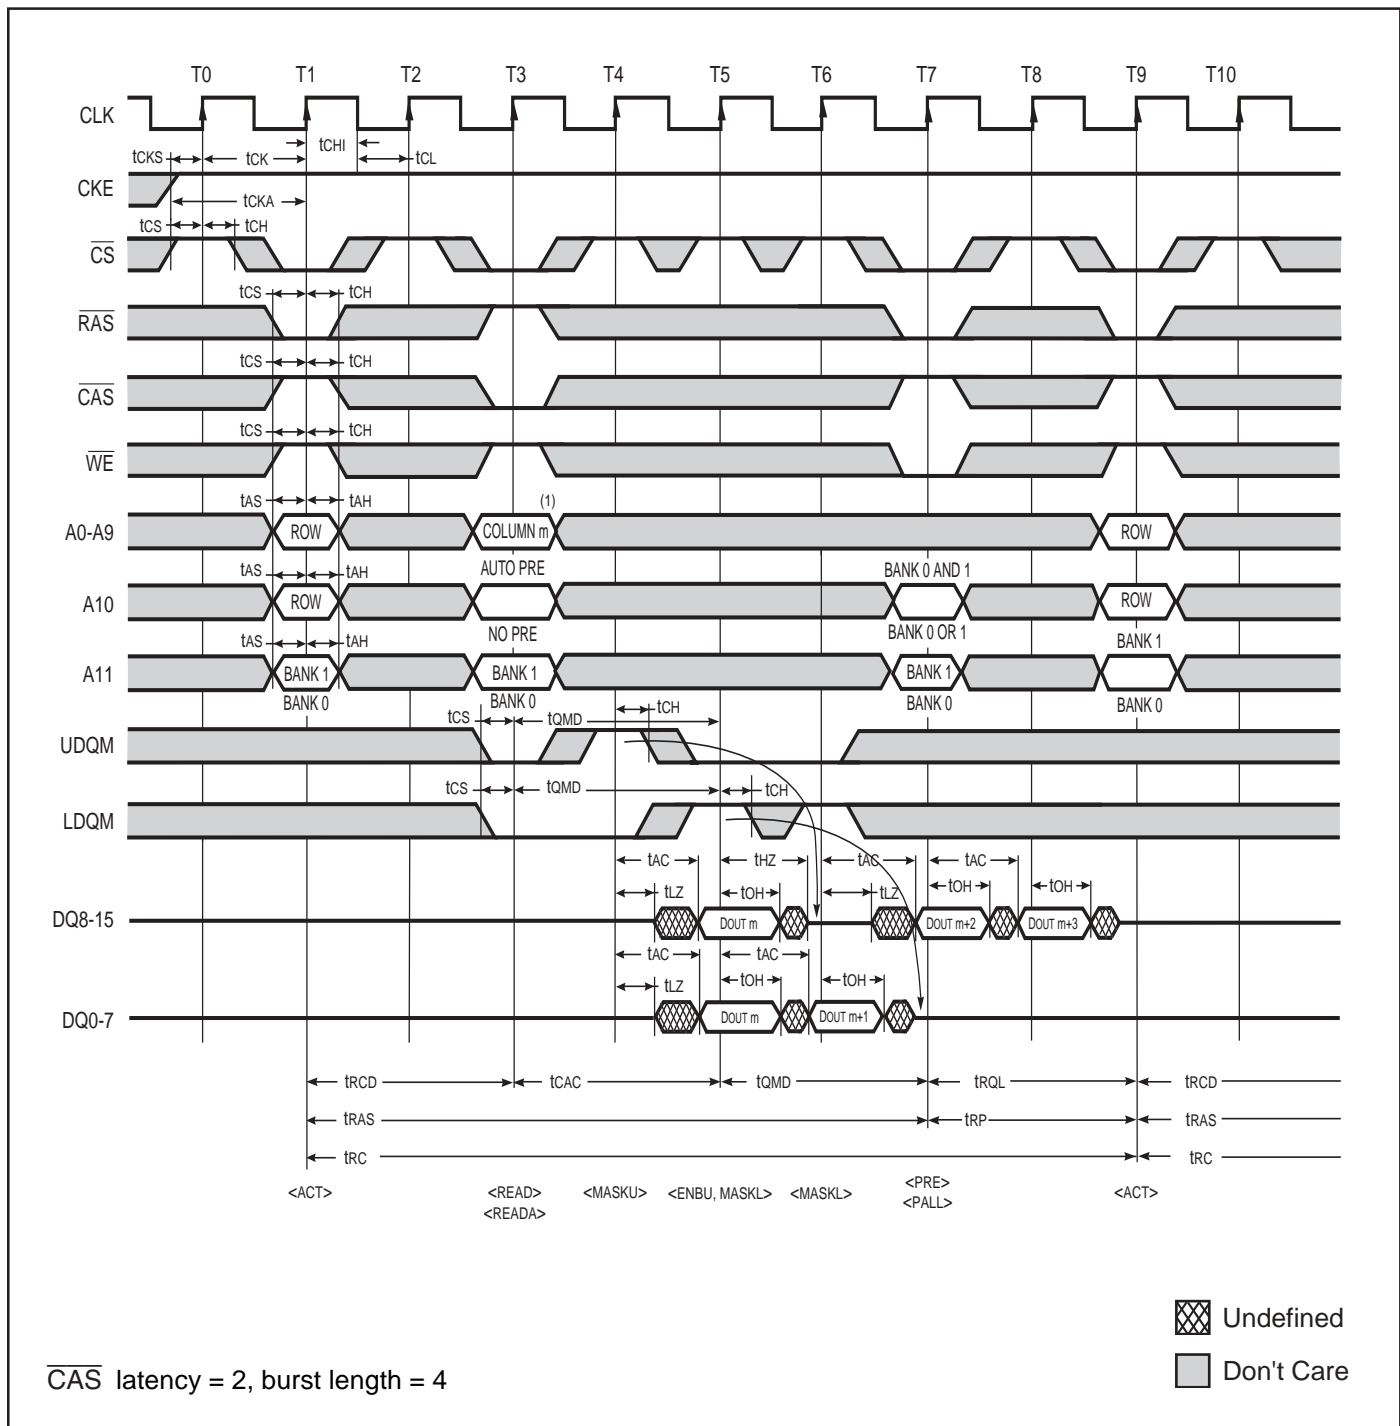 T0 T1 T2 T3 T4 T5 T6 T7 T8 T9 T10
CLK
tCHI
tCKS tCK tCL
CKE
tCKA
tCS tCH
CS
tCS tCH
RAS
tCS tCH
CAS
tCS tCH
WE
tAS tAH (1)
A0-A9 ROW COLUMN m ROW
tAS tAH AUTO PRE BANK 0 AND 1
A10 ROW ROW
tAS tAH NO PRE BANK 0 OR 1 BANK 1
A11 BANK 1 BANK 1 BANK 1
BANK 0 BANK 0 BANK 0 BANK 0
tCS tQMD tCH
UDQM
tCS tQMD tCH
LDQM
tAC tHZ tAC tAC
tLZ tOH tLZ tOH tOH
DQ8-15 DOUT m DOUT m+2 DOUT m+3
tAC tAC
tLZ tOH tOH
DQ0-7 DOUT m DOUT m+1
tRCD tCAC tQMD tRQL tRCD
tRAS tRP tRAS
tRC tRC
<ACT> <READ> <MASKU> <ENBU, MASKL> <MASKL> <PRE> <ACT>
<READA> <PALL>
Undefined
Don't Care
CAS latency = 2, burst length = 4